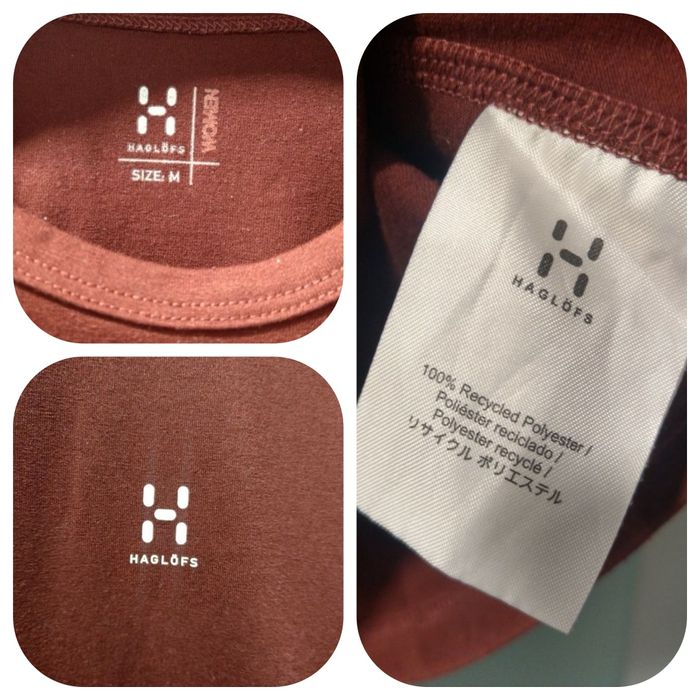 HAGLÖFS
WOMEN
SIZE: M
HAGLÖFS
HAGLÖFS
100% Recycled Polyester /
Poliéster reciclado /
Polyester recyclé /
リサイクル ポリエステル